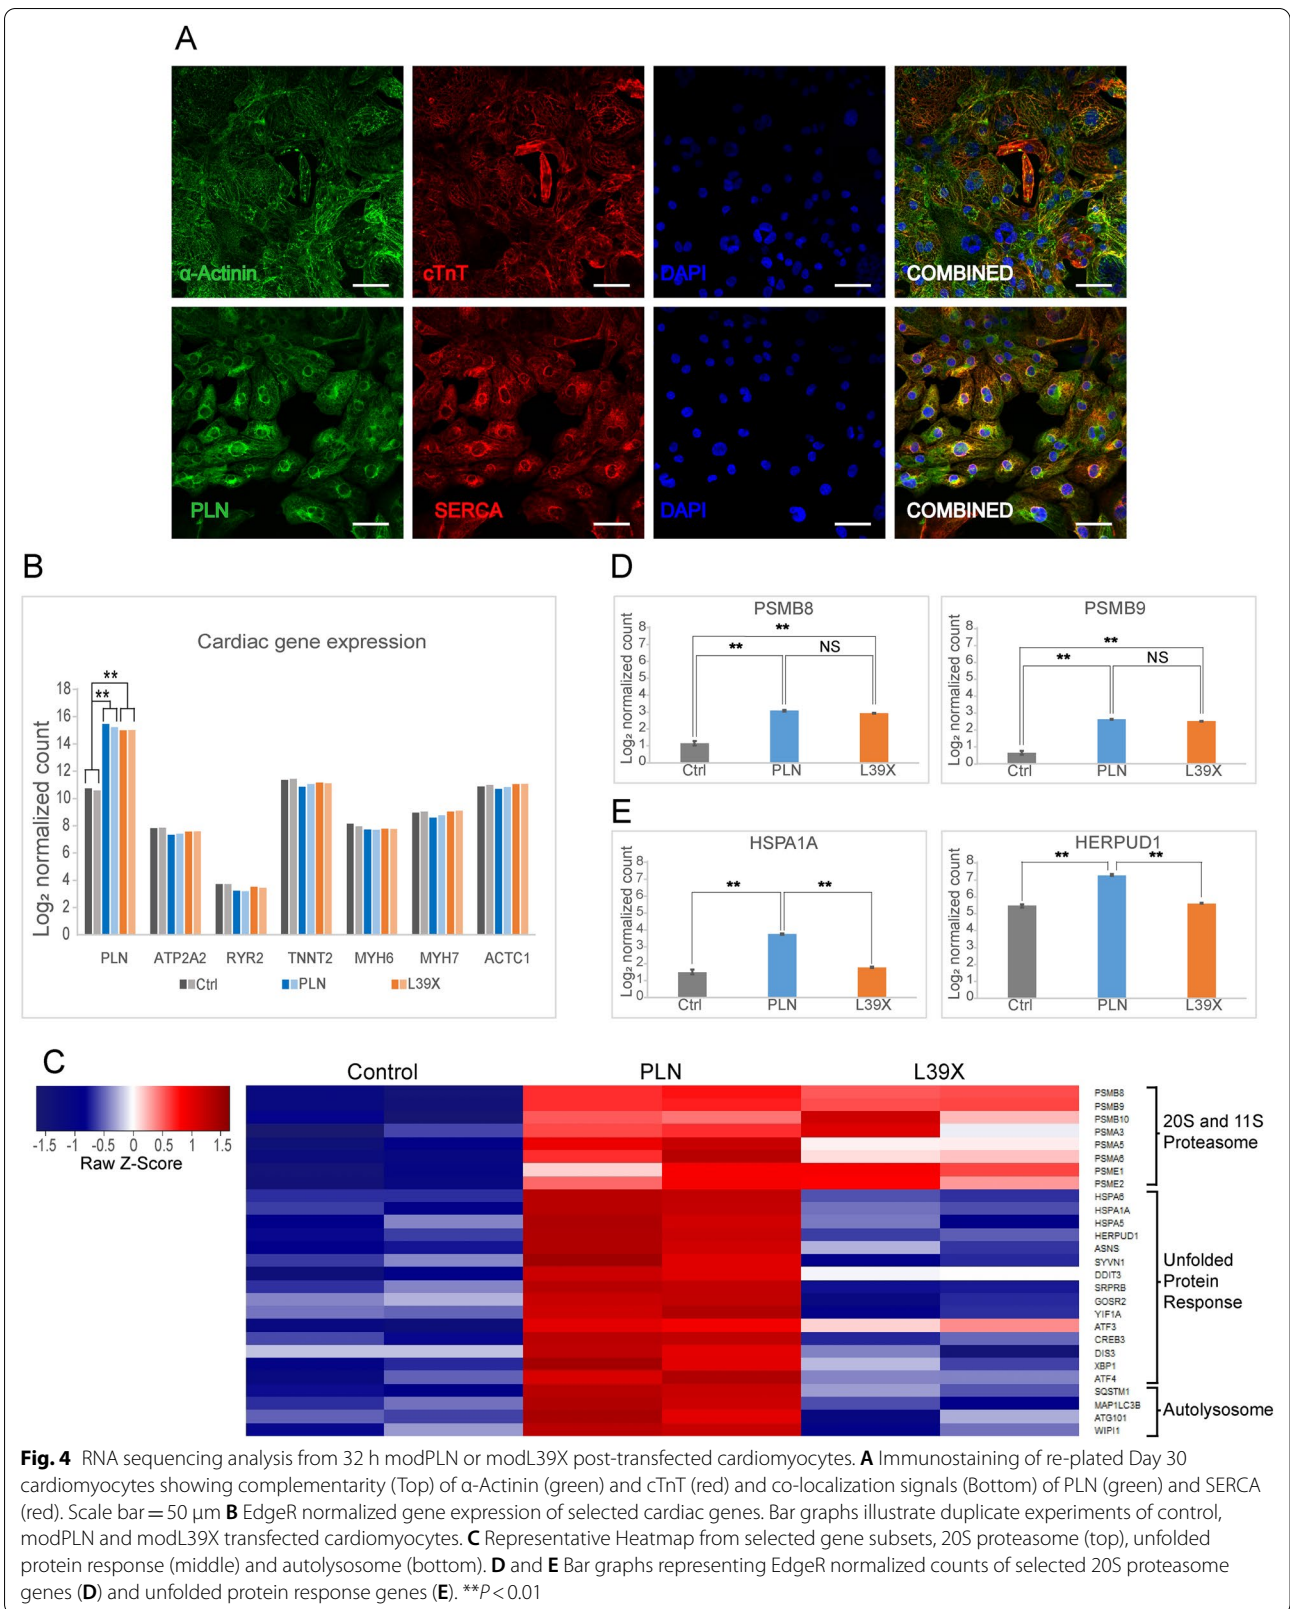 A
α-Actinin
cTnT
DAPI
COMBINED
PLN
SERCA
DAPI
COMBINED
B
Cardiac gene expression
Log₂ normalized count
18
16
14
12
10
8
6
4
2
0
**
**
PLN ATP2A2 RYR2 TNNT2 MYH6 MYH7 ACTC1
Ctrl PLN L39X
D
PSMB8
Log₂ normalized count
8
7
6
5
4
3
2
1
0
**
** NS
Ctrl PLN L39X
PSMB9
Log₂ normalized count
8
7
6
5
4
3
2
1
0
**
** NS
Ctrl PLN L39X
E
HSPA1A
Log₂ normalized count
8
7
6
5
4
3
2
1
0
** **
Ctrl PLN L39X
HERPUD1
Log₂ normalized count
8
7
6
5
4
3
2
1
0
** **
Ctrl PLN L39X
C
-1.5 -1 -0.5 0 0.5 1 1.5
Raw Z-Score
Control PLN L39X
PSMB8
PSMB9
PSMB10
PSMA3
PSMA5
PSMA6
PSME1
PSME2
HSPA6
HSPA1A
HSPA5
HERPUD1
ASNS
SYVN1
DDIT3
SRPRB
GOSR2
YIF1A
ATF3
CREB3
DIS3
XBP1
ATF4
SQSTM1
MAP1LC3B
ATG101
WIPI1
20S and 11S
Proteasome
Unfolded
Protein
Response
Autolysosome
Fig. 4 RNA sequencing analysis from 32 h modPLN or modL39X post-transfected cardiomyocytes. A Immunostaining of re-plated Day 30
cardiomyocytes showing complementarity (Top) of α-Actinin (green) and cTnT (red) and co-localization signals (Bottom) of PLN (green) and SERCA
(red). Scale bar = 50 μm B EdgeR normalized gene expression of selected cardiac genes. Bar graphs illustrate duplicate experiments of control,
modPLN and modL39X transfected cardiomyocytes. C Representative Heatmap from selected gene subsets, 20S proteasome (top), unfolded
protein response (middle) and autolysosome (bottom). D and E Bar graphs representing EdgeR normalized counts of selected 20S proteasome
genes (D) and unfolded protein response genes (E). **P < 0.01